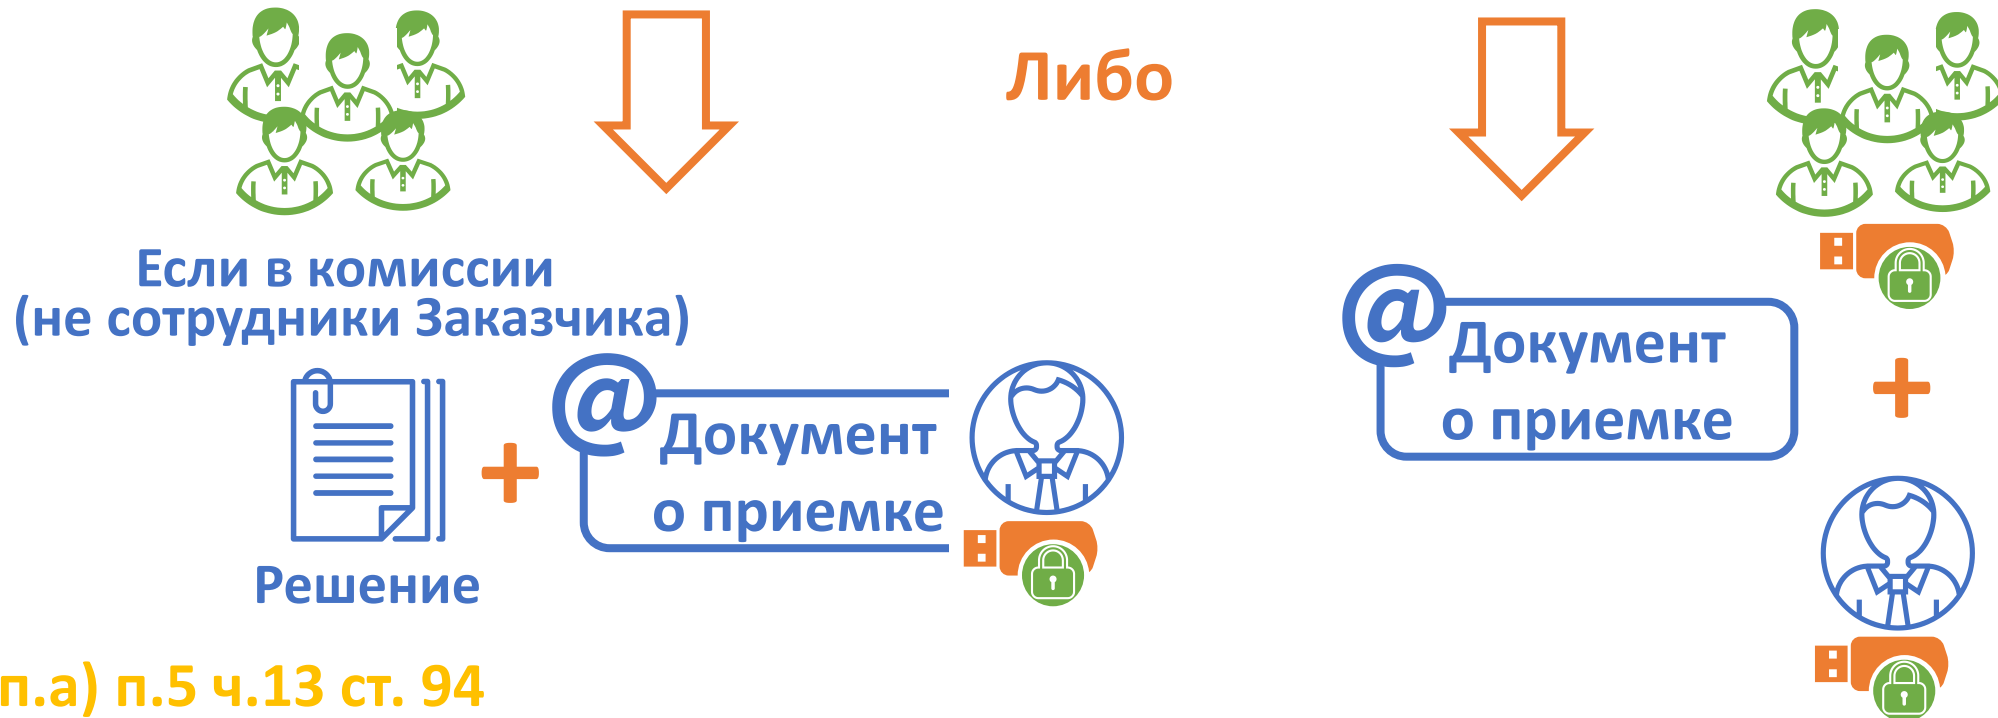 Либо
Если в комиссии
(не сотрудники Заказчика)
@
Документ
о приемке
+
Решение
@
Документ
о приемке
+
п.а) п.5 ч.13 ст. 94